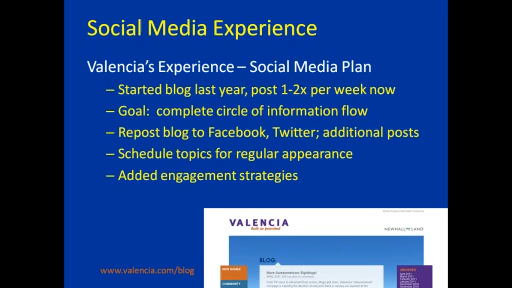 Social Media Experience
Valencia's Experience – Social Media Plan
– Started blog last year, post 1-2x per week now
– Goal: complete circle of information flow
– Repost blog to Facebook, Twitter; additional posts
– Schedule topics for regular appearance
– Added engagement strategies
VALENCIA
NEWHALL LAND
BLOG
www.valencia.com/blog